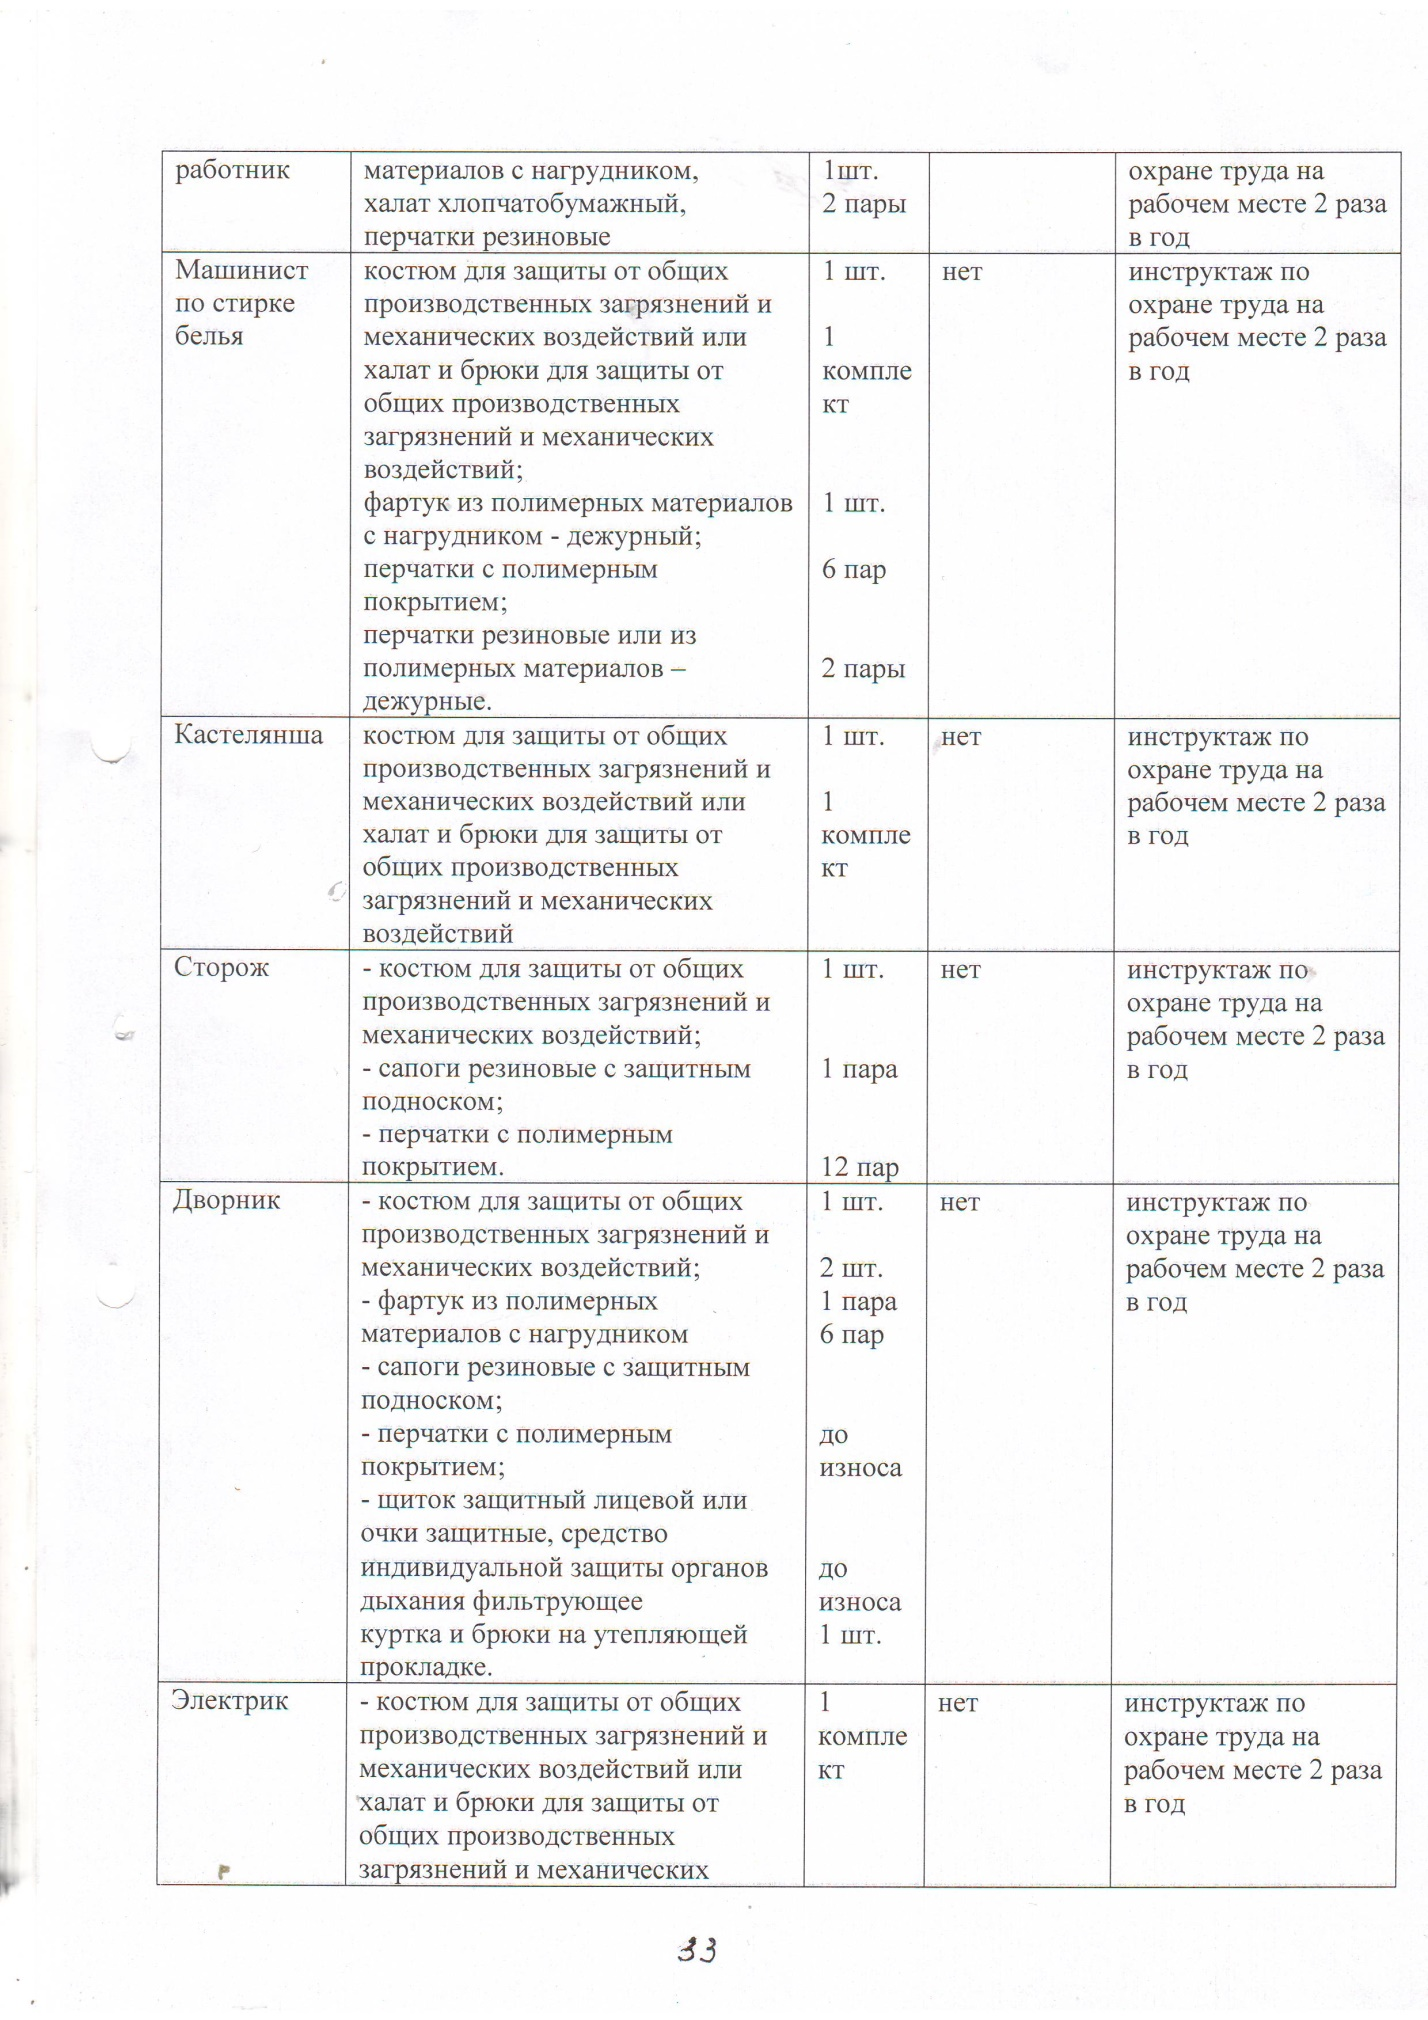 работник
материалов с нагрудником,
халат хлопчатобумажный,
перчатки резиновые
1шт.
2 пары
охране труда на
рабочем месте 2 раза
в год
Машинист
по стирке
белья
костюм для защиты от общих
производственных загрязнений и
механических воздействий или
халат и брюки для защиты от
общих производственных
загрязнений и механических
воздействий;
фартук из полимерных материалов
с нагрудником - дежурный;
перчатки с полимерным
покрытием;
перчатки резиновые или из
полимерных материалов –
дежурные.
1 шт.
1
компле
кт
1 шт.
6 пар
2 пары
нет
инструктаж по
охране труда на
рабочем месте 2 раза
в год
Кастелянша
костюм для защиты от общих
производственных загрязнений и
механических воздействий или
халат и брюки для защиты от
общих производственных
загрязнений и механических
воздействий
1 шт.
1
компле
кт
нет
инструктаж по
охране труда на
рабочем месте 2 раза
в год
Сторож
- костюм для защиты от общих
производственных загрязнений и
механических воздействий;
- сапоги резиновые с защитным
подноском;
- перчатки с полимерным
покрытием.
1 шт.
1 пара
12 пар
нет
инструктаж по
охране труда на
рабочем месте 2 раза
в год
Дворник
- костюм для защиты от общих
производственных загрязнений и
механических воздействий;
- фартук из полимерных
материалов с нагрудником
- сапоги резиновые с защитным
подноском;
- перчатки с полимерным
покрытием;
- щиток защитный лицевой или
очки защитные, средство
индивидуальной защиты органов
дыхания фильтрующее
куртка и брюки на утепляющей
прокладке.
1 шт.
2 шт.
1 пара
6 пар
до
износа
до
износа
1 шт.
нет
инструктаж по
охране труда на
рабочем месте 2 раза
в год
Электрик
- костюм для защиты от общих
производственных загрязнений и
механических воздействий или
халат и брюки для защиты от
общих производственных
загрязнений и механических
1
компле
кт
нет
инструктаж по
охране труда на
рабочем месте 2 раза
в год
33